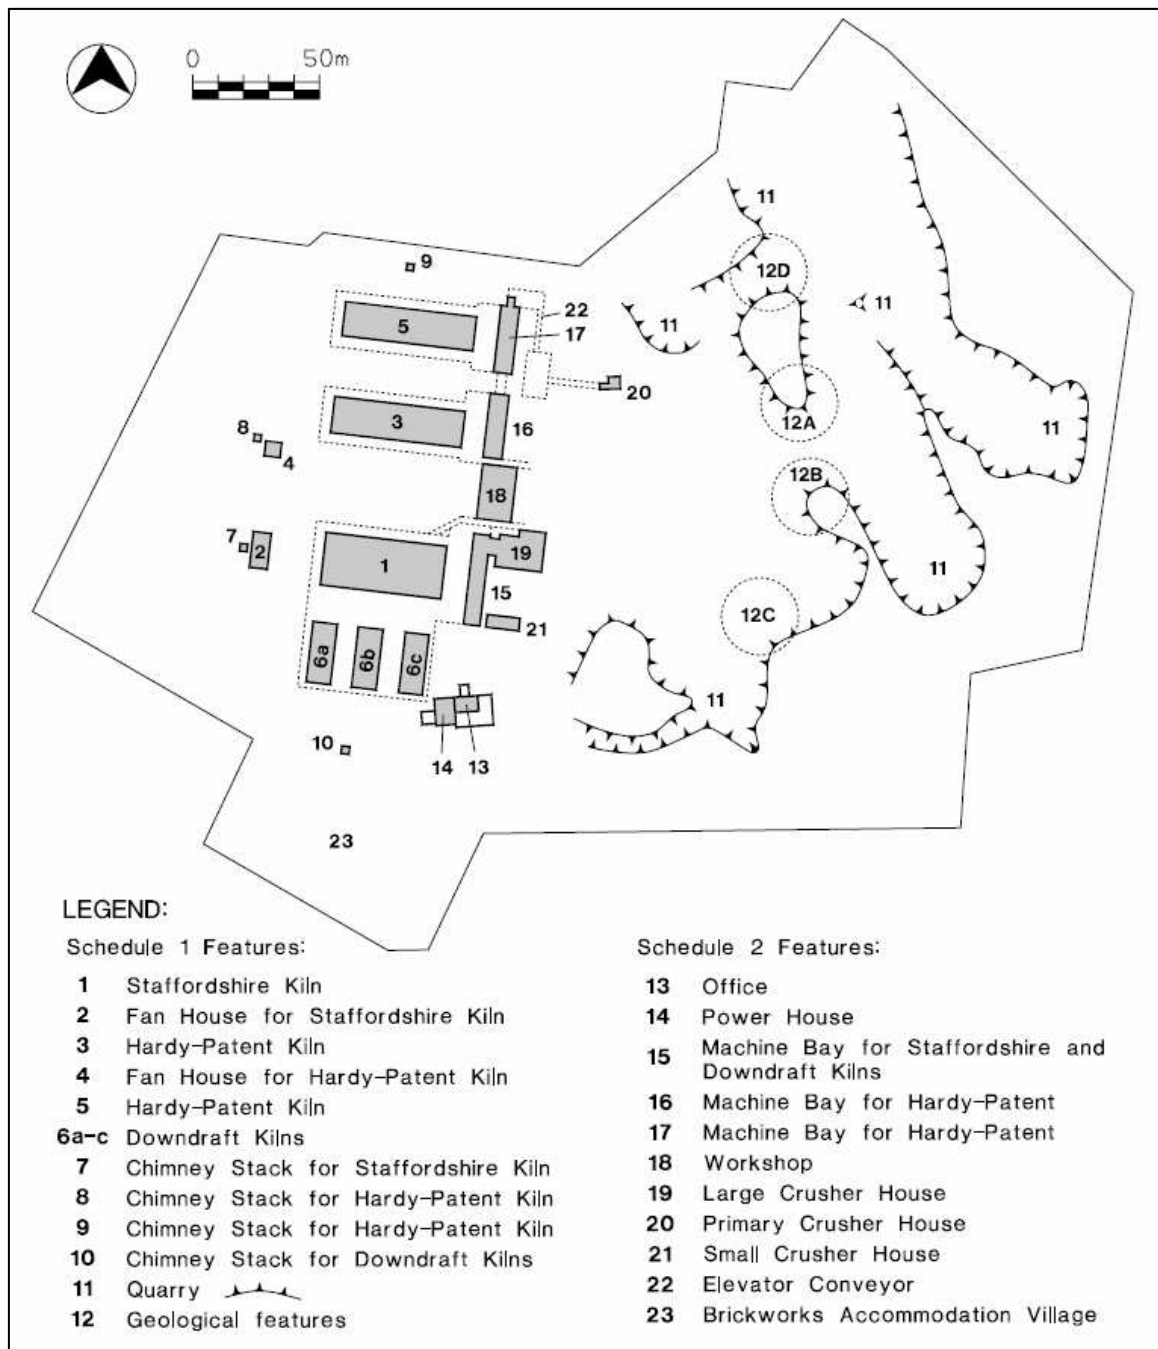 0 50m
11
12D
9
11
22
5
17
11
20
3
16
12A
11
8
4
12B
18
7
2
1
19
11
15
12C
21
6a 6b 6c
11
10
14 13
23
LEGEND:
Schedule 1 Features:
1 Staffordshire Kiln
2 Fan House for Staffordshire Kiln
3 Hardy-Patent Kiln
4 Fan House for Hardy-Patent Kiln
5 Hardy-Patent Kiln
6a-c Downdraft Kilns
7 Chimney Stack for Staffordshire Kiln
8 Chimney Stack for Hardy-Patent Kiln
9 Chimney Stack for Hardy-Patent Kiln
10 Chimney Stack for Downdraft Kilns
11 Quarry
12 Geological features
Schedule 2 Features:
13 Office
14 Power House
15 Machine Bay for Staffordshire and
Downdraft Kilns
16 Machine Bay for Hardy-Patent
17 Machine Bay for Hardy-Patent
18 Workshop
19 Large Crusher House
20 Primary Crusher House
21 Small Crusher House
22 Elevator Conveyor
23 Brickworks Accommodation Village